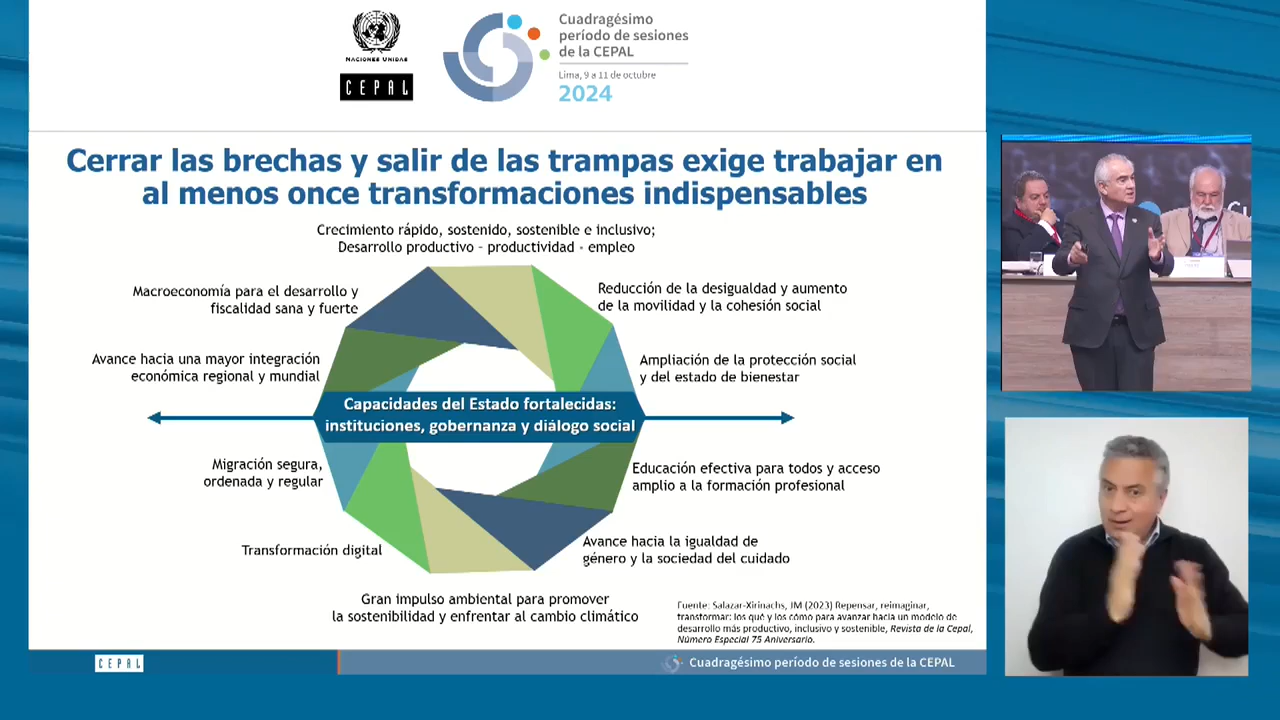 NACIONES UNIDAS
CEPAL
Cuadragésimo
período de sesiones
de la CEPAL
Lima, 9 a 11 de octubre
2024
Cerrar las brechas y salir de las trampas exige trabajar en
al menos once transformaciones indispensables
Crecimiento rápido, sostenido, sostenible e inclusivo;
Desarrollo productivo – productividad - empleo
Macroeconomía para el desarrollo y
fiscalidad sana y fuerte
Reducción de la desigualdad y aumento
de la movilidad y la cohesión social
Avance hacia una mayor integración
económica regional y mundial
Ampliación de la protección social
y del estado de bienestar
Capacidades del Estado fortalecidas:
instituciones, gobernanza y diálogo social
Migración segura,
ordenada y regular
Educación efectiva para todos y acceso
amplio a la formación profesional
Transformación digital
Avance hacia la igualdad de
género y la sociedad del cuidado
Gran impulso ambiental para promover
la sostenibilidad y enfrentar al cambio climático
Fuente: Salazar-Xirinachs, JM (2023) Repensar, reimaginar,
transformar: los qué y los cómo para avanzar hacia un modelo de
desarrollo más productivo, inclusivo y sostenible, Revista de la Cepal,
Número Especial 75 Aniversario.
CEPAL
Cuadragésimo período de sesiones de la CEPAL